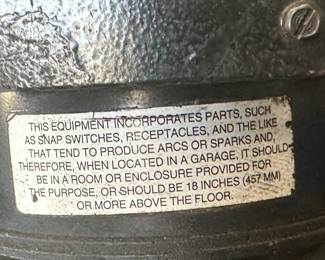 THIS EQUIPMENT INCORPORATES PARTS, SUCH
AS SNAP SWITCHES, RECEPTACLES, AND THE LIKE
THAT TEND TO PRODUCE ARCS OR SPARKS AND,
THEREFORE, WHEN LOCATED IN A GARAGE, IT SHOULD
BE IN A ROOM OR ENCLOSURE PROVIDED FOR
THE PURPOSE, OR SHOULD BE 18 INCHES (457 MM)
OR MORE ABOVE THE FLOOR.